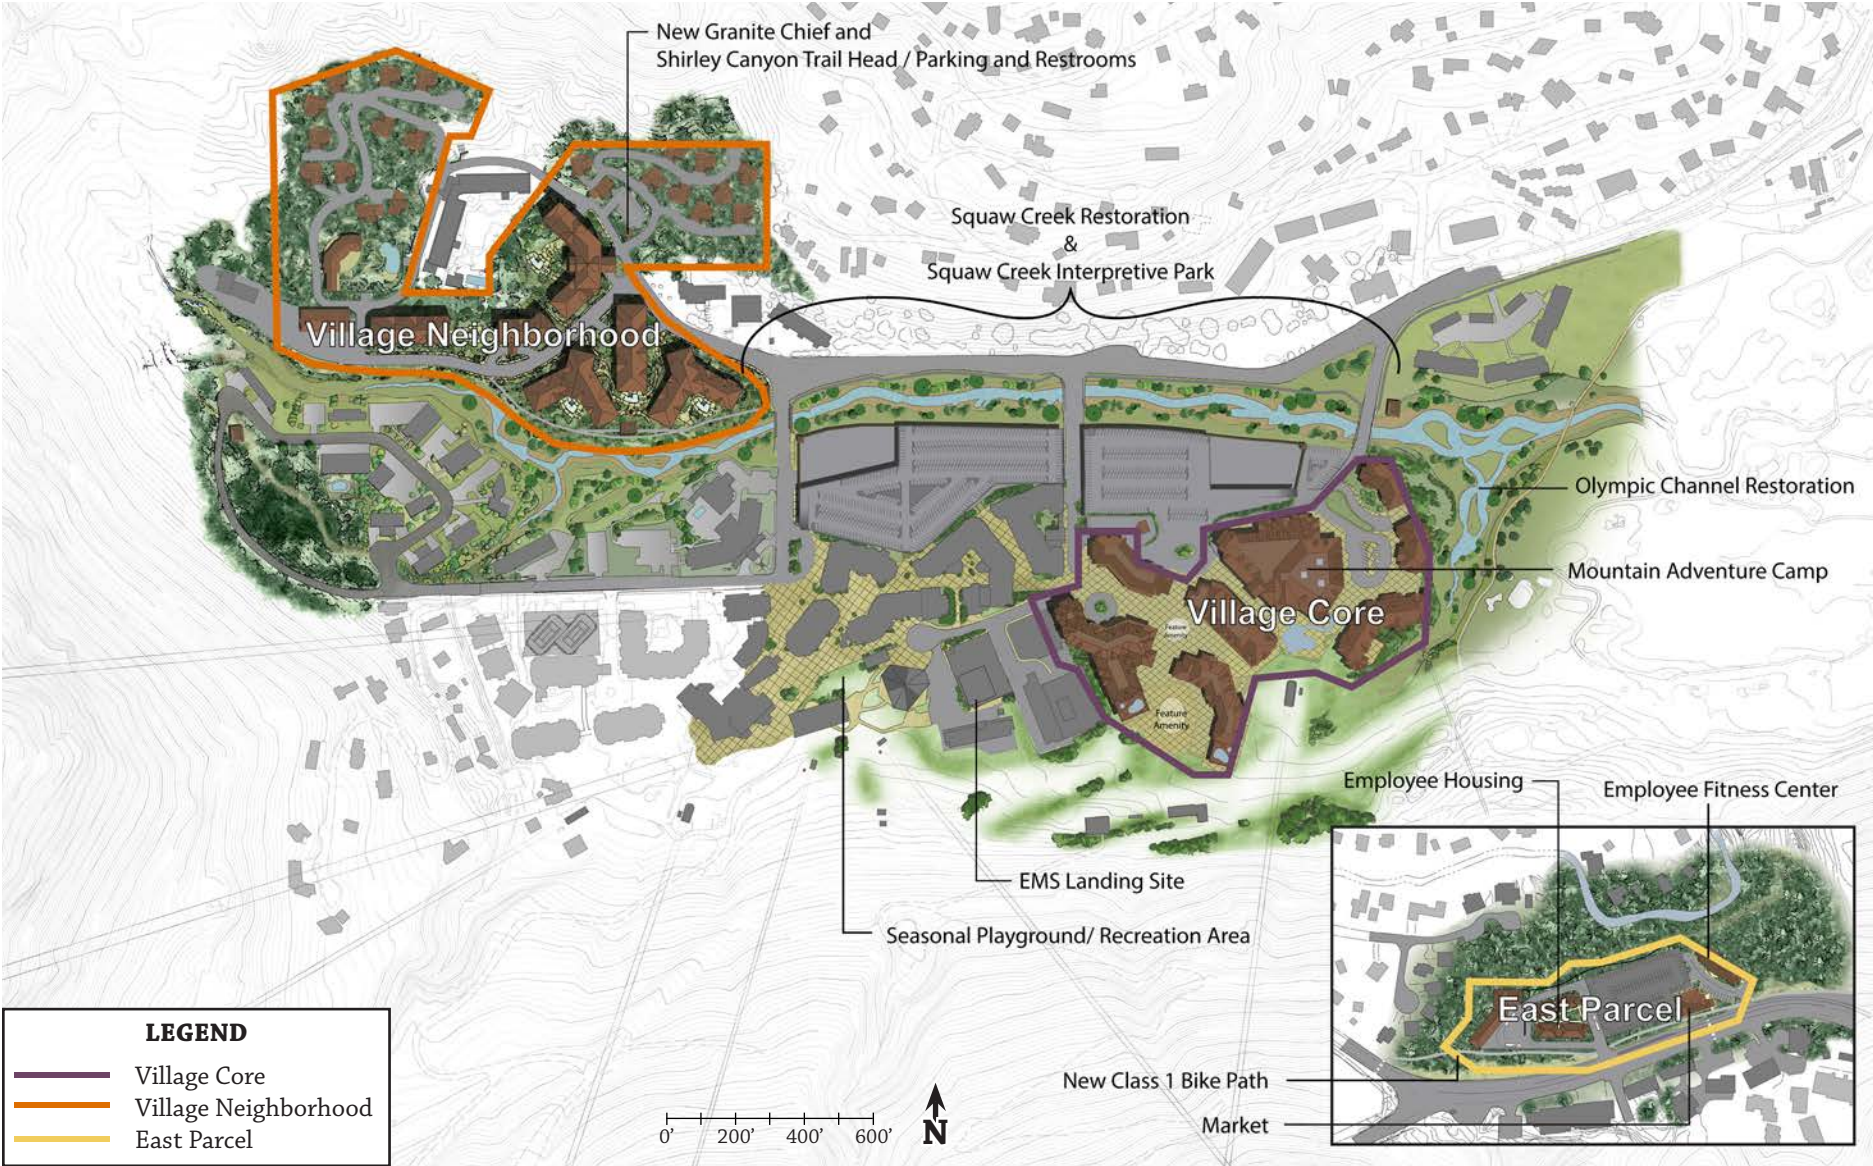 New Granite Chief and
Shirley Canyon Trail Head / Parking and Restrooms
Squaw Creek Restoration
&
Squaw Creek Interpretive Park
Village Neighborhood
Olympic Channel Restoration
Mountain Adventure Camp
Village Core
Feature
Amenity
Feature
Amenity
Employee Housing
Employee Fitness Center
EMS Landing Site
Seasonal Playground/ Recreation Area
East Parcel
New Class 1 Bike Path
Market
LEGEND
Village Core
Village Neighborhood
East Parcel
0' 200' 400' 600'
N